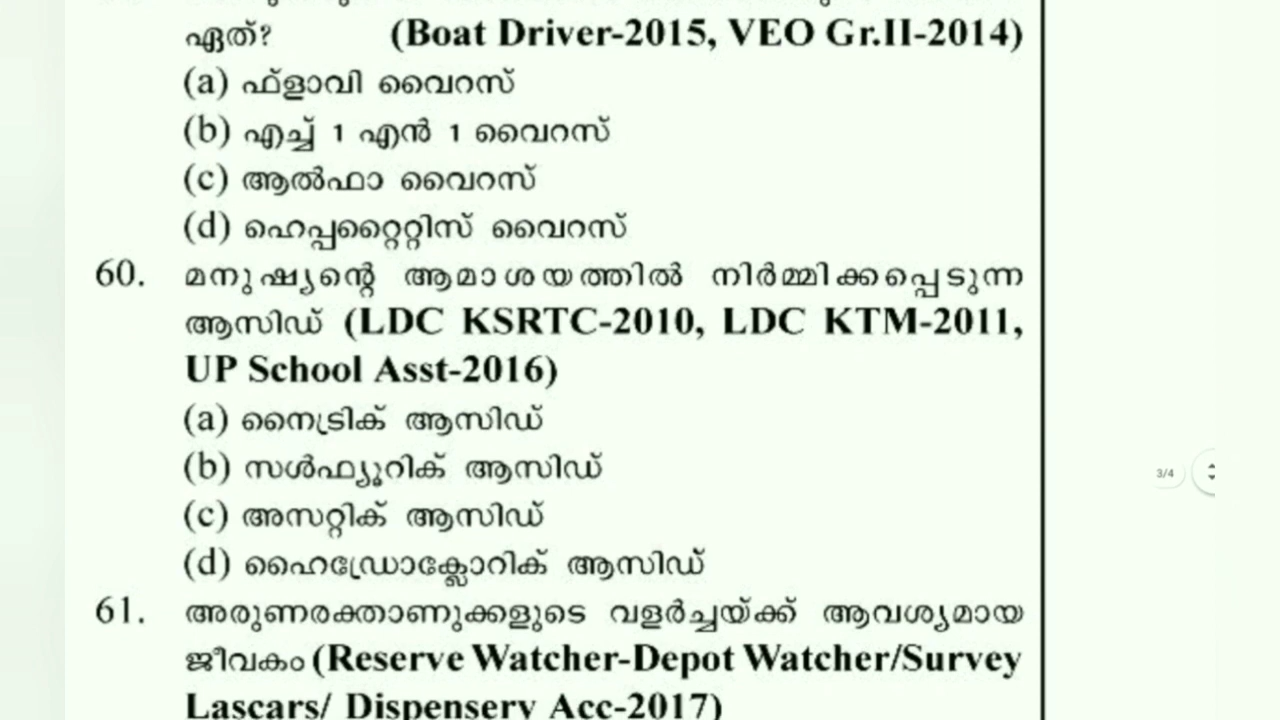 ഏത്? (Boat Driver-2015, VEO Gr.II-2014)
(a) ഫ്ളാവി വൈറസ്
(b) എച്ച് 1 എൻ 1 വൈറസ്
(c) ആൽഫാ വൈറസ്
(d) ഹെപ്പറ്റൈറ്റിസ് വൈറസ്
60. മനുഷ്യന്റെ ആമാശയത്തിൽ നിർമ്മിക്കപ്പെടുന്ന
ആസിഡ് (LDC KSRTC-2010, LDC KTM-2011,
UP School Asst-2016)
(a) നൈട്രിക് ആസിഡ്
(b) സൾഫ്യൂറിക് ആസിഡ്
(c) അസറ്റിക് ആസിഡ്
(d) ഹൈഡ്രോക്ലോറിക് ആസിഡ്
3/4
61. അരുണരക്താണുക്കളുടെ വളർച്ചയ്ക്ക് ആവശ്യമായ
ജീവകം (Reserve Watcher-Depot Watcher/Survey
Lascars/ Dispensery Acc-2017)